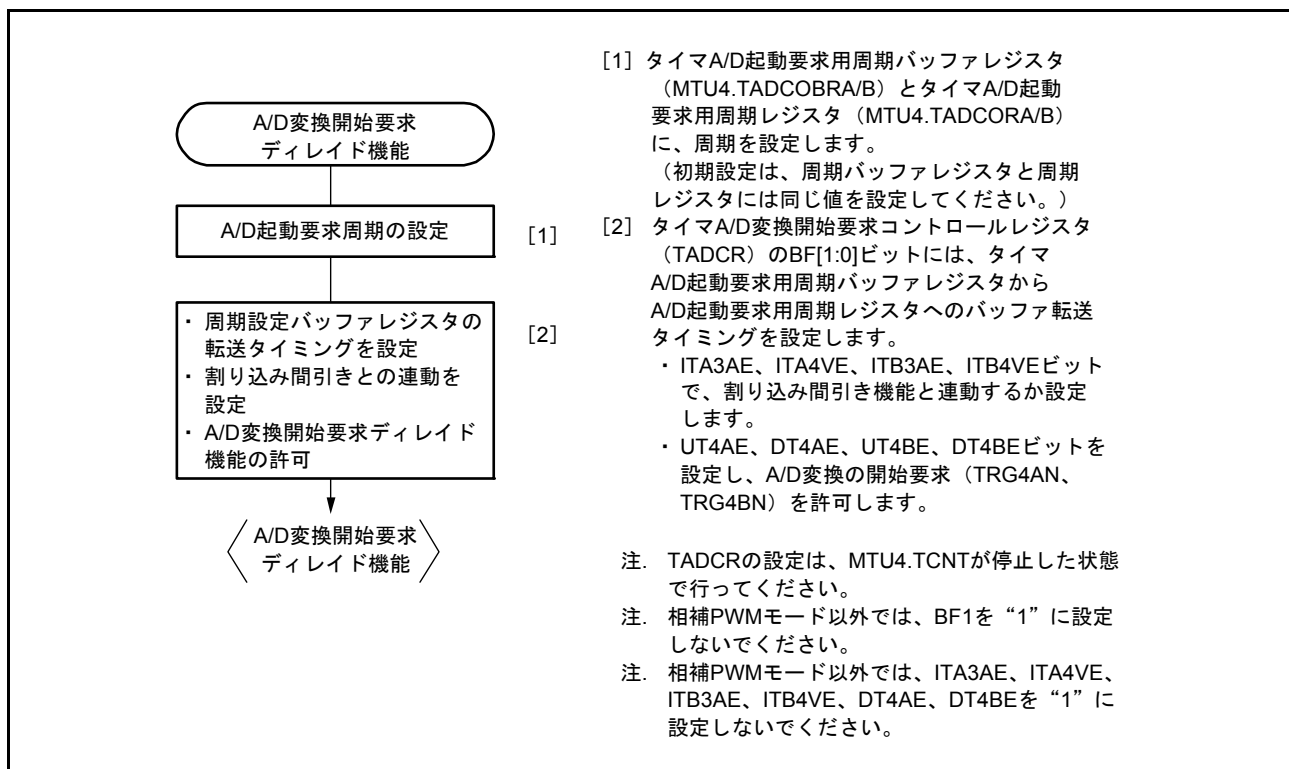 A/D変換開始要求
ディレイド機能
A/D起動要求周期の設定
[1]
・ 周期設定バッファレジスタの
転送タイミングを設定
・ 割り込み間引きとの連動を
設定
・ A/D変換開始要求ディレイド
機能の許可
[2]
A/D変換開始要求
ディレイド機能
[1] タイマA/D起動要求用周期バッファレジスタ
（MTU4.TADCOBRA/B）とタイマA/D起動
要求用周期レジスタ（MTU4.TADCORA/B）
に、周期を設定します。
（初期設定は、周期バッファレジスタと周期
レジスタには同じ値を設定してください。）
[2] タイマA/D変換開始要求コントロールレジスタ
（TADCR）のBF[1:0]ビットには、タイマ
A/D起動要求用周期バッファレジスタから
A/D起動要求用周期レジスタへのバッファ転送
タイミングを設定します。
・ ITA3AE、ITA4VE、ITB3AE、ITB4VEビット
で、割り込み間引き機能と連動するか設定
します。
・ UT4AE、DT4AE、UT4BE、DT4BEビットを
設定し、A/D変換の開始要求（TRG4AN、
TRG4BN）を許可します。
注. TADCRの設定は、MTU4.TCNTが停止した状態
で行ってください。
注. 相補PWMモード以外では、BF1を“1”に設定
しないでください。
注. 相補PWMモード以外では、ITA3AE、ITA4VE、
ITB3AE、ITB4VE、DT4AE、DT4BEを“1”に
設定しないでください。